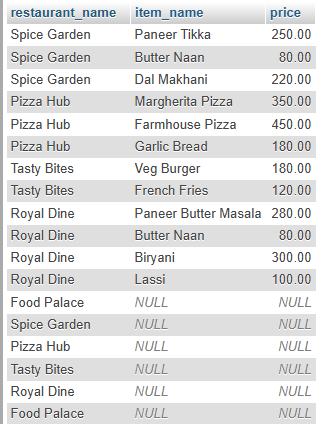 restaurant_name item_name price
Spice Garden Paneer Tikka 250.00
Spice Garden Butter Naan 80.00
Spice Garden Dal Makhani 220.00
Pizza Hub Margherita Pizza 350.00
Pizza Hub Farmhouse Pizza 450.00
Pizza Hub Garlic Bread 180.00
Tasty Bites Veg Burger 180.00
Tasty Bites French Fries 120.00
Royal Dine Paneer Butter Masala 280.00
Royal Dine Butter Naan 80.00
Royal Dine Biryani 300.00
Royal Dine Lassi 100.00
Food Palace NULL NULL
Spice Garden NULL NULL
Pizza Hub NULL NULL
Tasty Bites NULL NULL
Royal Dine NULL NULL
Food Palace NULL NULL